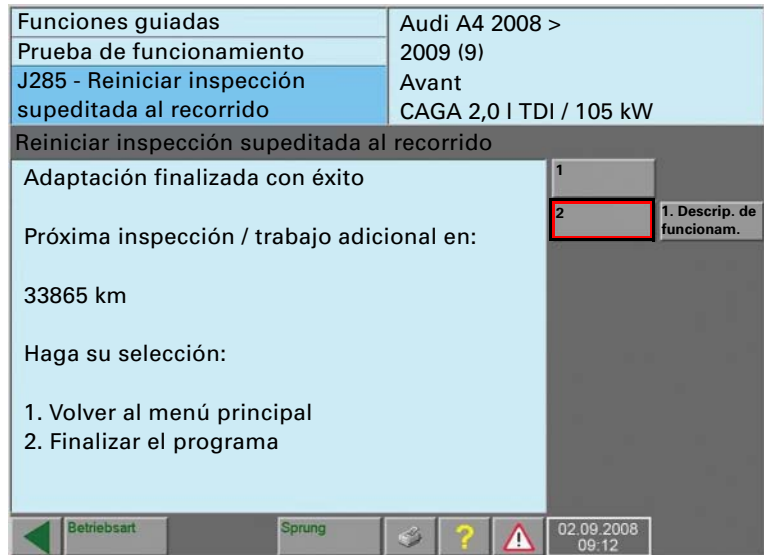 Funciones guiadas
Prueba de funcionamiento
J285 - Reiniciar inspección
supeditada al recorrido
Audi A4 2008 >
2009 (9)
Avant
CAGA 2,0 l TDI / 105 kW
Reiniciar inspección supeditada al recorrido
Adaptación finalizada con éxito
Próxima inspección / trabajo adicional en:
33865 km
Haga su selección:
1. Volver al menú principal
2. Finalizar el programa
1
2
1. Descrip. de
funcionam.
Betriebsart
Sprung
?
!
02.09.2008
09:12